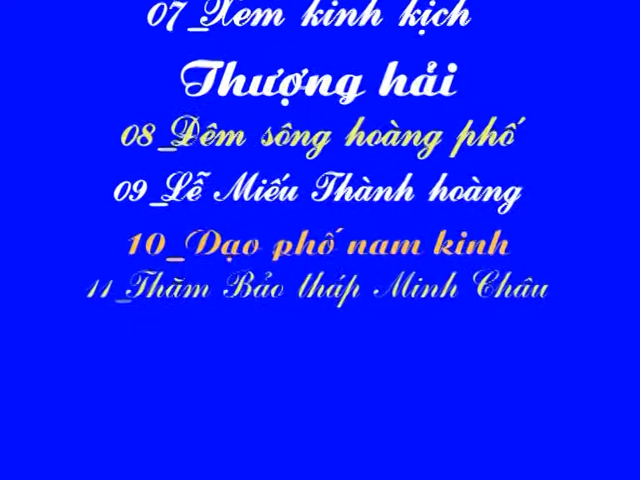 07_Xem kinh kịch
Thượng hải
08_Đêm sông hoàng phố
09_Lễ Miếu Thành hoàng
10_Dạo phố nam kinh
11_Thăm Bảo tháp Minh Châu